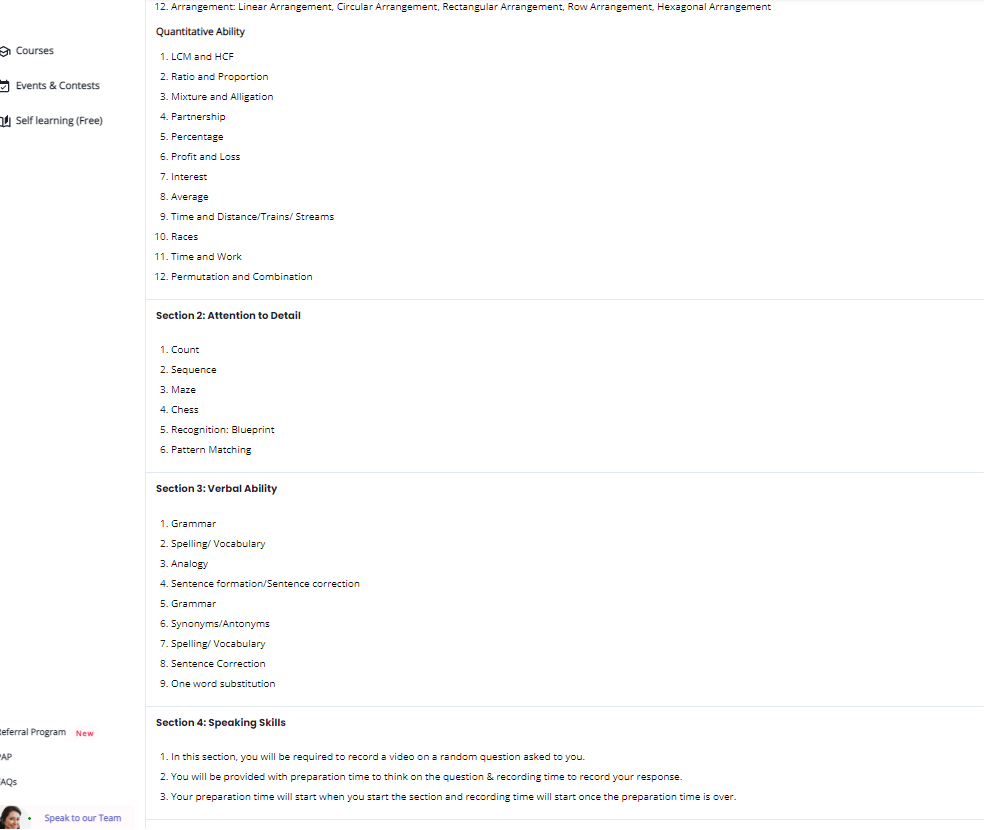 12. Arrangement: Linear Arrangement, Circular Arrangement, Rectangular Arrangement, Row Arrangement, Hexagonal Arrangement
Quantitative Ability
1. LCM and HCF
2. Ratio and Proportion
3. Mixture and Alligation
4. Partnership
5. Percentage
6. Profit and Loss
7. Interest
8. Average
9. Time and Distance/Trains/ Streams
10. Races
11. Time and Work
12. Permutation and Combination
Section 2: Attention to Detail
1. Count
2. Sequence
3. Maze
4. Chess
5. Recognition: Blueprint
6. Pattern Matching
Section 3: Verbal Ability
1. Grammar
2. Spelling/ Vocabulary
3. Analogy
4. Sentence formation/Sentence correction
5. Grammar
6. Synonyms/Antonyms
7. Spelling/ Vocabulary
8. Sentence Correction
9. One word substitution
Section 4: Speaking Skills
1. In this section, you will be required to record a video on a random question asked to you.
2. You will be provided with preparation time to think on the question & recording time to record your response.
3. Your preparation time will start when you start the section and recording time will start once the preparation time is over.
Courses
Events & Contests
Self learning (Free)
eferral Program New
AP
AQs
Speak to our Team